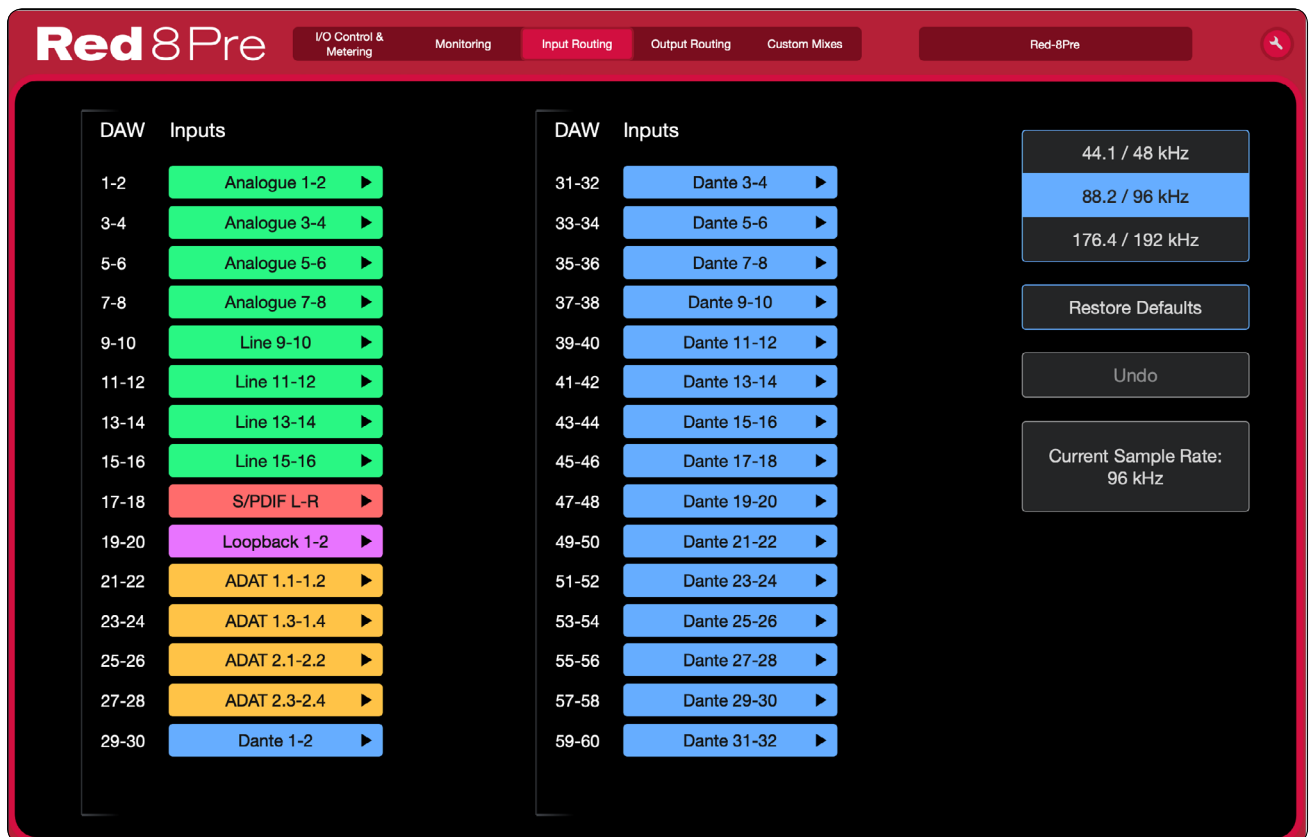 Red 8Pre
I/O Control &
Metering
Monitoring
Input Routing
Output Routing
Custom Mixes
Red-8Pre
DAW Inputs
1-2 Analogue 1-2
3-4 Analogue 3-4
5-6 Analogue 5-6
7-8 Analogue 7-8
9-10 Line 9-10
11-12 Line 11-12
13-14 Line 13-14
15-16 Line 15-16
17-18 S/PDIF L-R
19-20 Loopback 1-2
21-22 ADAT 1.1-1.2
23-24 ADAT 1.3-1.4
25-26 ADAT 2.1-2.2
27-28 ADAT 2.3-2.4
29-30 Dante 1-2
DAW Inputs
31-32 Dante 3-4
33-34 Dante 5-6
35-36 Dante 7-8
37-38 Dante 9-10
39-40 Dante 11-12
41-42 Dante 13-14
43-44 Dante 15-16
45-46 Dante 17-18
47-48 Dante 19-20
49-50 Dante 21-22
51-52 Dante 23-24
53-54 Dante 25-26
55-56 Dante 27-28
57-58 Dante 29-30
59-60 Dante 31-32
44.1 / 48 kHz
88.2 / 96 kHz
176.4 / 192 kHz
Restore Defaults
Undo
Current Sample Rate:
96 kHz